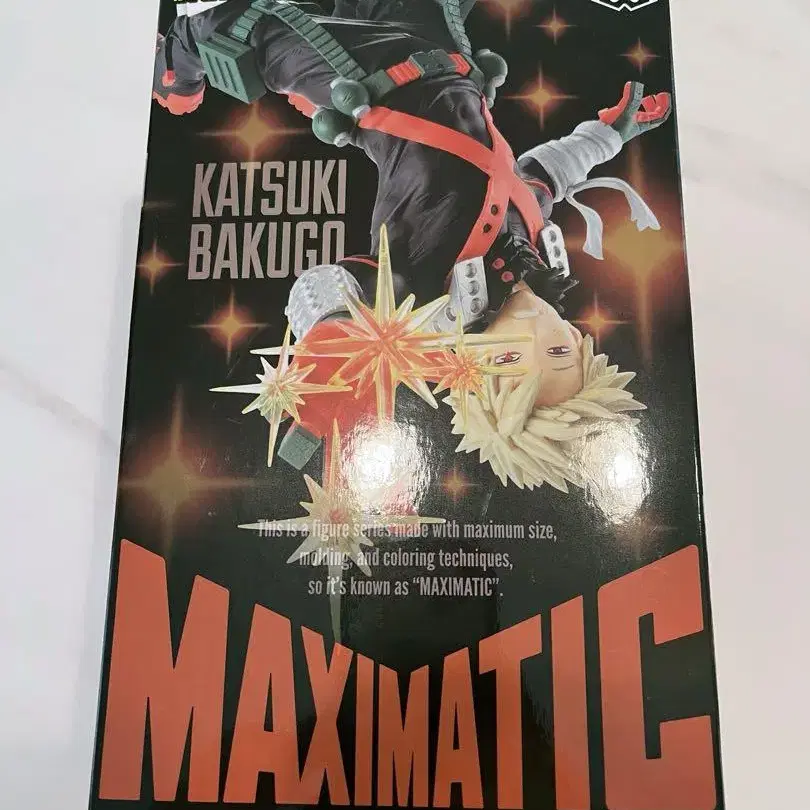 KATSUKI
BAKUGO
This is a figure series made with maximum size,
molding, and coloring techniques,
so it's known as “MAXIMATIC”.
MAXIMATIC